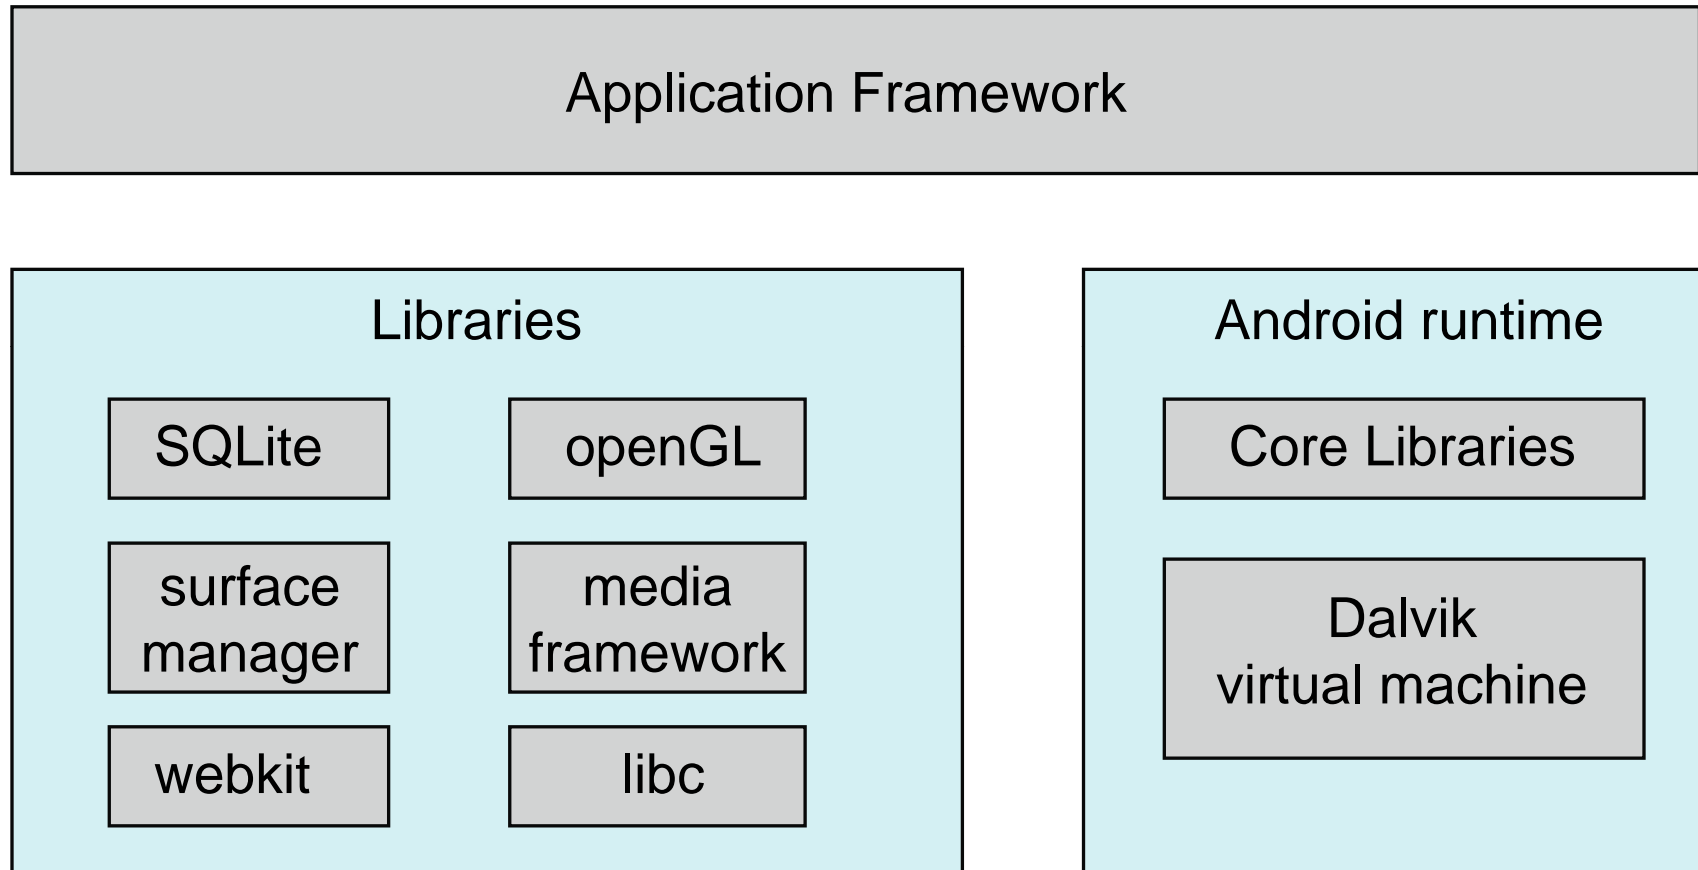 Application Framework
Libraries
SQLite
openGL
surface
manager
media
framework
webkit
libc
Android runtime
Core Libraries
Dalvik
virtual machine